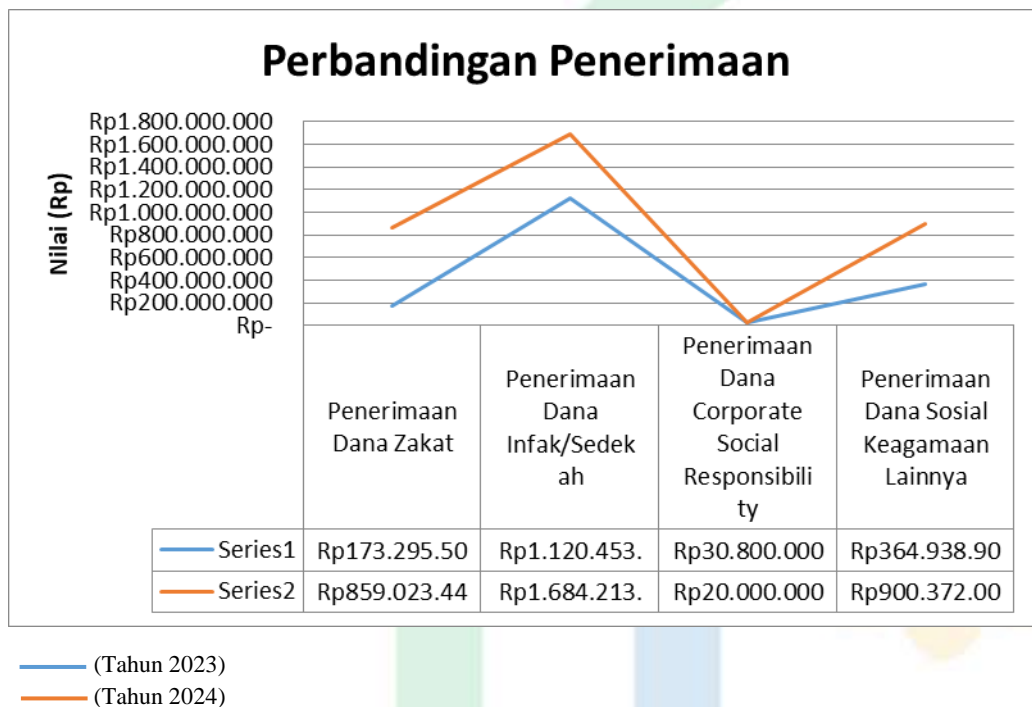 Perbandingan Penerimaan
Nilai (Rp)
Rp1.800.000.000
Rp1.600.000.000
Rp1.400.000.000
Rp1.200.000.000
Rp1.000.000.000
Rp800.000.000
Rp600.000.000
Rp400.000.000
Rp200.000.000
Rp-
Penerimaan
Dana Zakat
Penerimaan
Dana
Infak/Sedek
ah
Penerimaan
Dana
Corporate
Social
Responsibili
ty
Penerimaan
Dana Sosial
Keagamaan
Lainnya
Series1 Rp173.295.50 Rp1.120.453. Rp30.800.000 Rp364.938.90
Series2 Rp859.023.44 Rp1.684.213. Rp20.000.000 Rp900.372.00
(Tahun 2023)
(Tahun 2024)